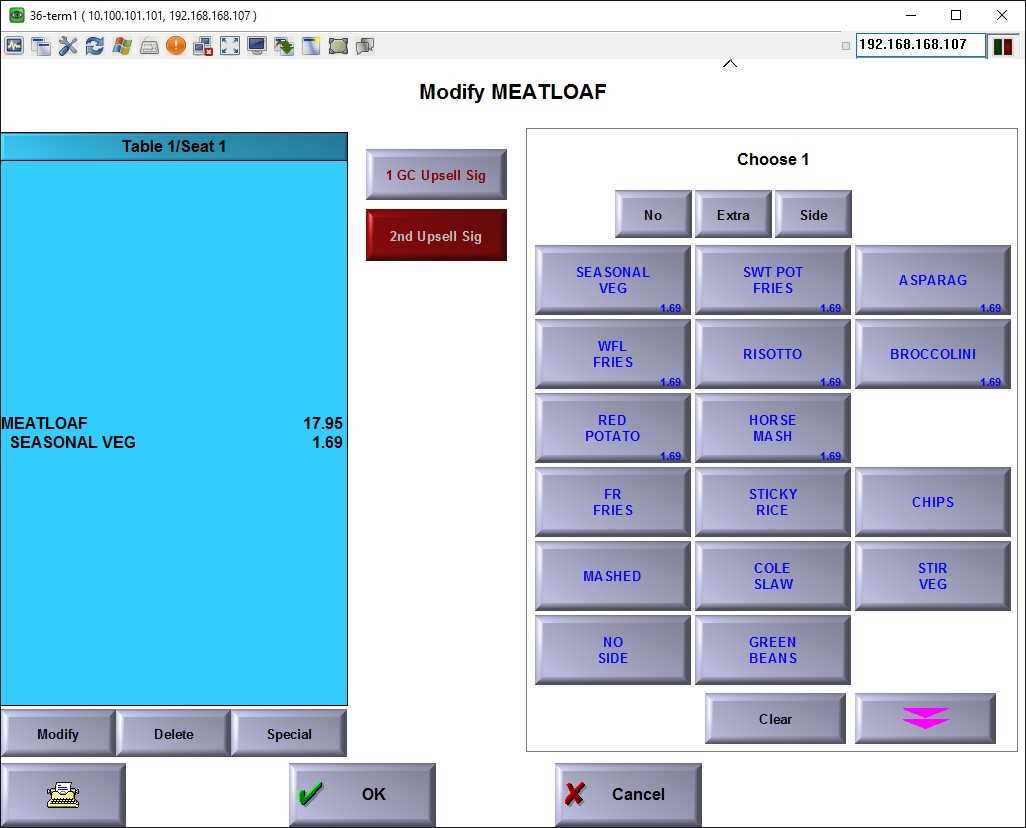 36-term1 ( 10.100.101.101, 192.168.168.107 )
192.168.168.107
Modify MEATLOAF
Table 1/Seat 1
MEATLOAF 17.95
SEASONAL VEG 1.69
1 GC Upsell Sig
2nd Upsell Sig
Choose 1
No Extra Side
SEASONAL
VEG
1.69
SWT POT
FRIES
1.69
ASPARAG
1.69
WFL
FRIES
1.69
RISOTTO
1.69
BROCCOLINI
1.69
RED
POTATO
1.69
HORSE
MASH
1.69
FR
FRIES
STICKY
RICE
CHIPS
MASHED
COLE
SLAW
STIR
VEG
NO
SIDE
GREEN
BEANS
Clear
Modify Delete Special
OK Cancel